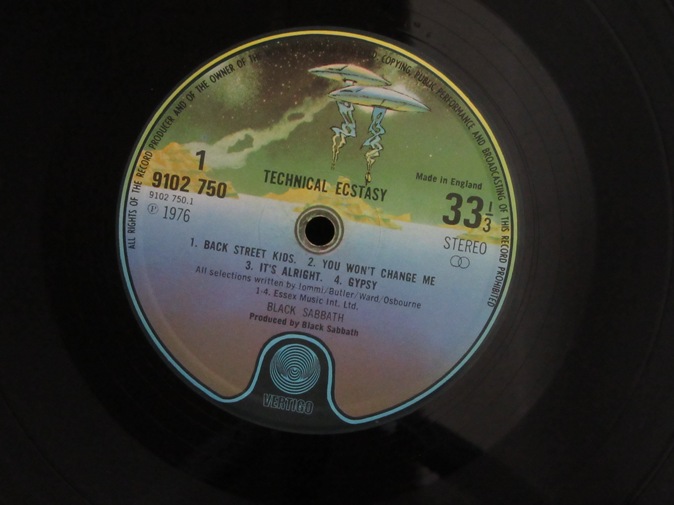 ALL RIGHTS OF THE RECORD PRODUCER AND OF THE OWNER OF THE
D COPYING, PUBLIC PERFORMANCE AND BROADCASTING OF THIS RECORD PROHIBITED
1
9102 750
9102 750.1
℗ 1976
TECHNICAL ECSTASY
Made in England
33 1/3
STEREO
1. BACK STREET KIDS. 2. YOU WON'T CHANGE ME
3. IT'S ALRIGHT. 4. GYPSY
All selections written by Iommi/Butler/Ward/Osbourne
1-4. Essex Music Int. Ltd.
BLACK SABBATH
Produced by Black Sabbath
VERTIGO